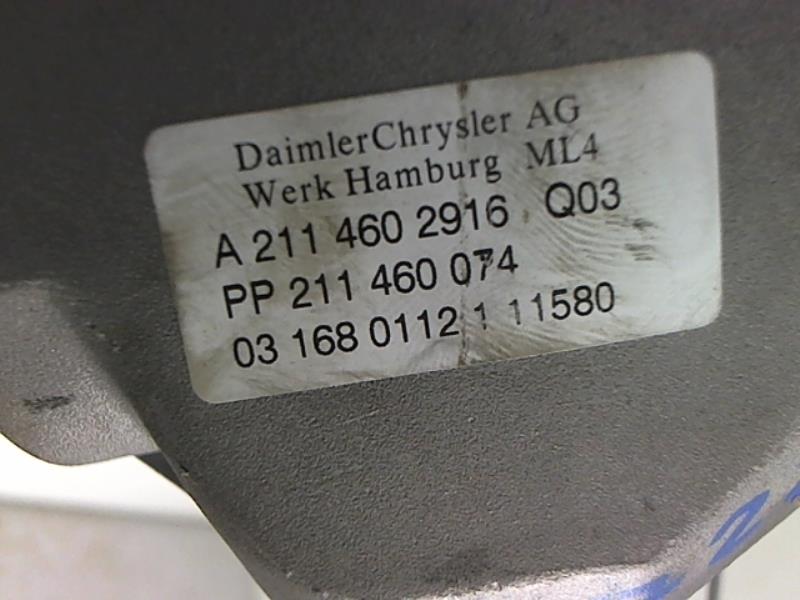 DaimlerChrysler AG
Werk Hamburg ML4
A 211 460 2916 Q03
PP 211 460 074
03 168 0112 1 11580